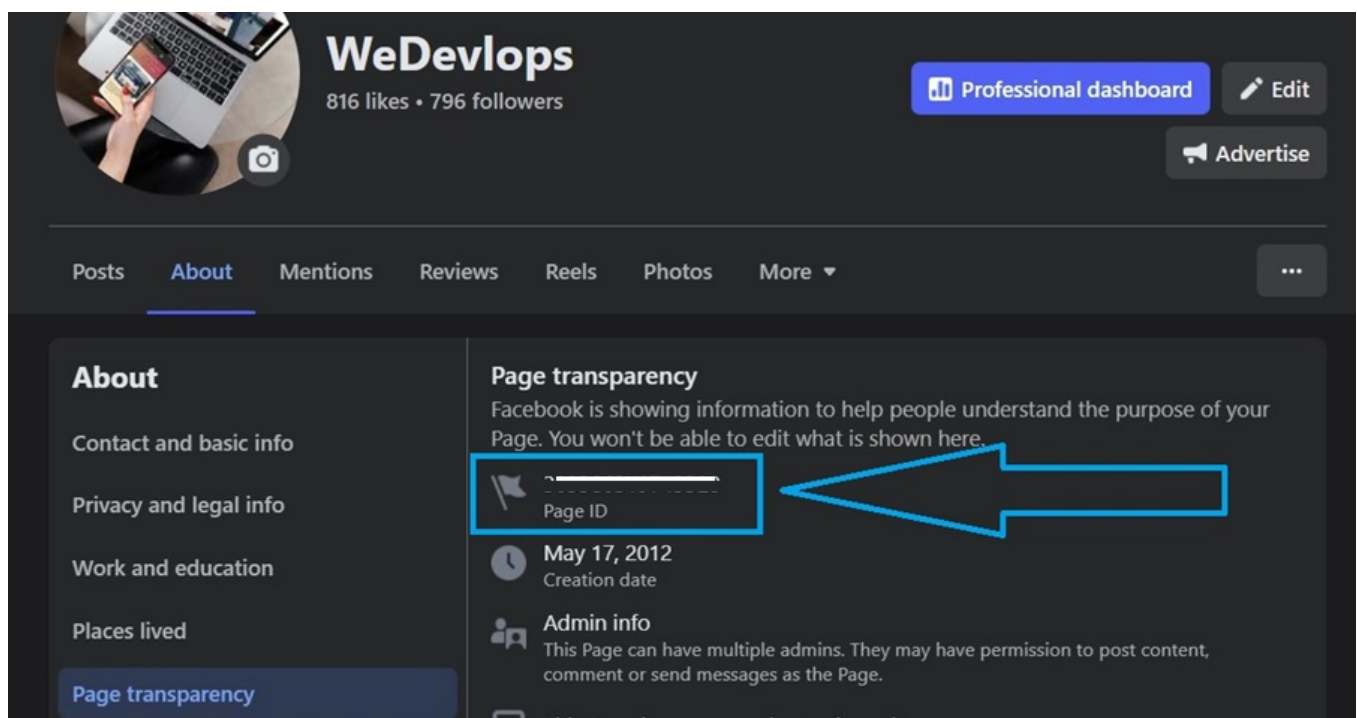 WeDevlops
816 likes • 796 followers
Professional dashboard
Edit
Advertise
Posts About Mentions Reviews Reels Photos More
About
Contact and basic info
Privacy and legal info
Work and education
Places lived
Page transparency
Page transparency
Facebook is showing information to help people understand the purpose of your
Page. You won't be able to edit what is shown here.
Page ID
May 17, 2012
Creation date
Admin info
This Page can have multiple admins. They may have permission to post content,
comment or send messages as the Page.